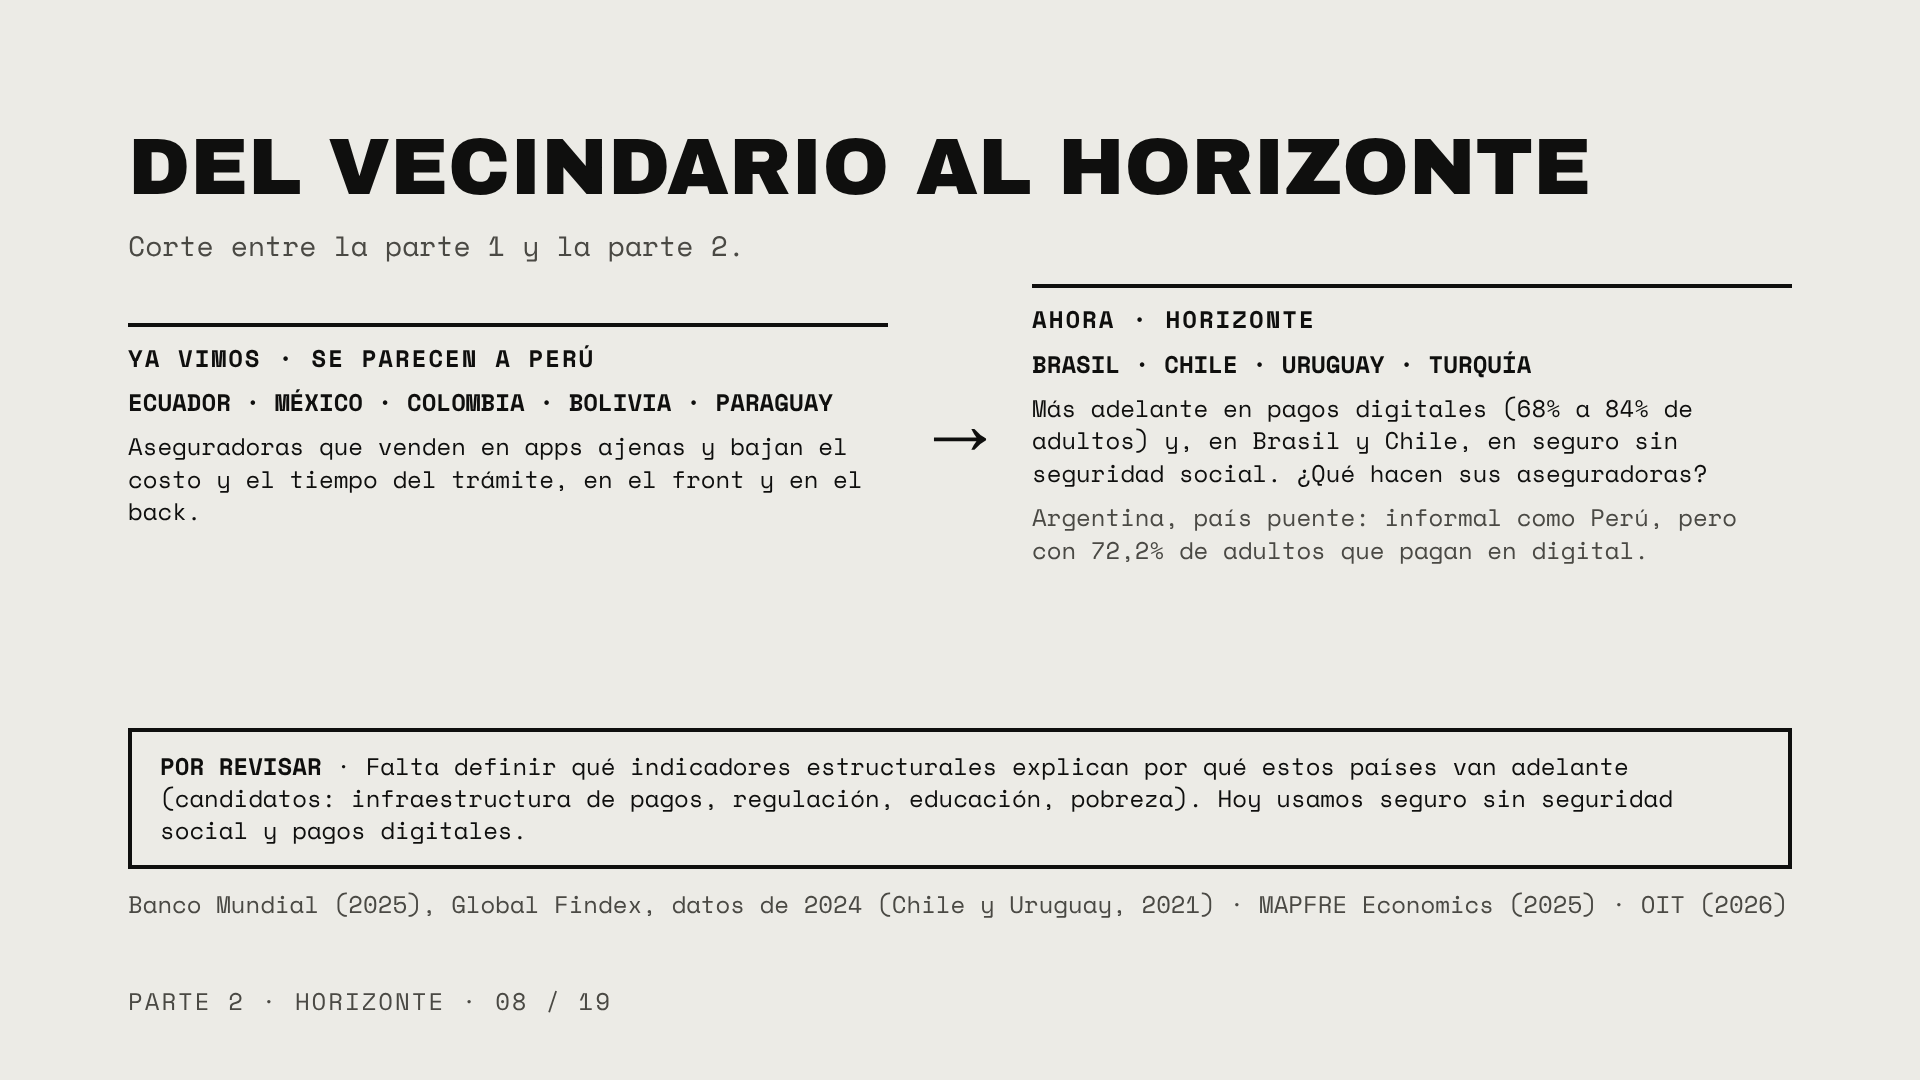 DEL VECINDARIO AL HORIZONTE
Corte entre la parte 1 y la parte 2.
YA VIMOS · SE PARECEN A PERÚ
ECUADOR · MÉXICO · COLOMBIA · BOLIVIA · PARAGUAY
Aseguradoras que venden en apps ajenas y bajan el
costo y el tiempo del trámite, en el front y en el
back.
→
AHORA · HORIZONTE
BRASIL · CHILE · URUGUAY · TURQUÍA
Más adelante en pagos digitales (68% a 84% de
adultos) y, en Brasil y Chile, en seguro sin
seguridad social. ¿Qué hacen sus aseguradoras?
Argentina, país puente: informal como Perú, pero
con 72,2% de adultos que pagan en digital.
POR REVISAR · Falta definir qué indicadores estructurales explican por qué estos países van adelante
(candidatos: infraestructura de pagos, regulación, educación, pobreza). Hoy usamos seguro sin seguridad
social y pagos digitales.
Banco Mundial (2025), Global Findex, datos de 2024 (Chile y Uruguay, 2021) · MAPFRE Economics (2025) · OIT (2026)
PARTE 2 · HORIZONTE · 08 / 19